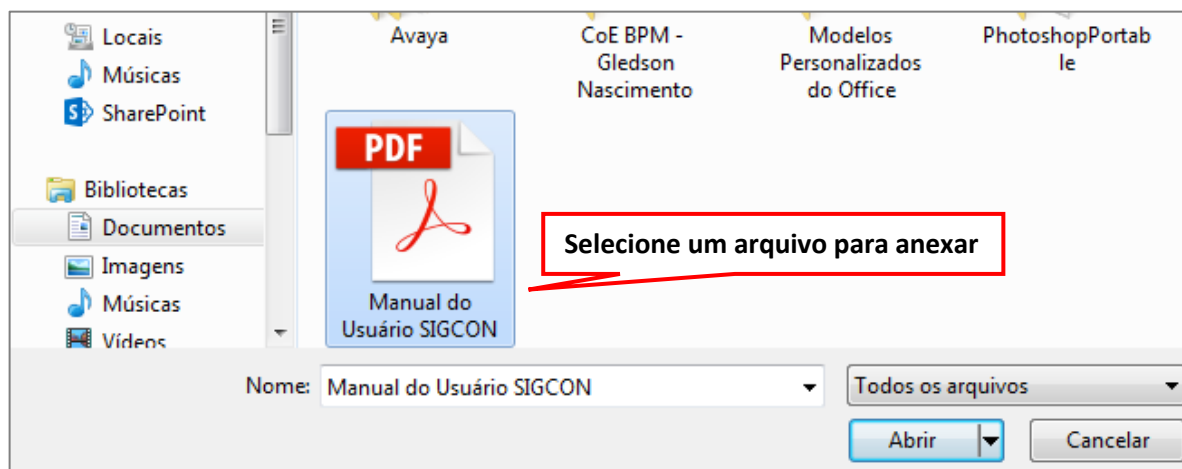 Locais
Músicas
SharePoint
Bibliotecas
Documentos
Imagens
Músicas
Vídeos
Avaya
CoE BPM -
Gledson
Nascimento
Modelos
Personalizados
do Office
PhotoshopPortab
le
PDF
Manual do
Usuário SIGCON
Selecione um arquivo para anexar
Nome: Manual do Usuário SIGCON
Todos os arquivos
Abrir
Cancelar